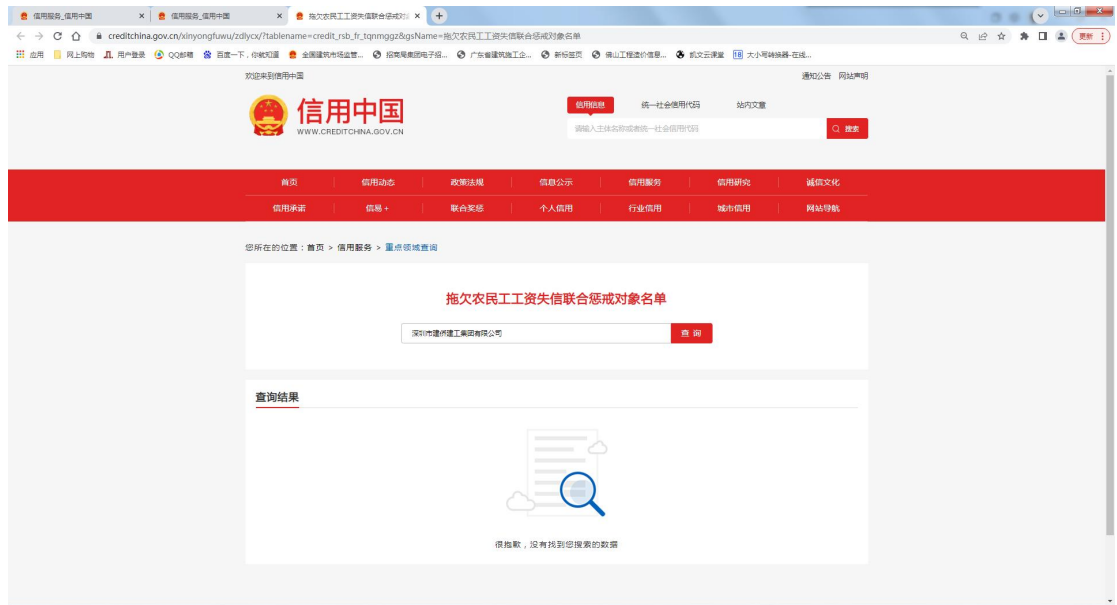 信用服务_信用中国
信用服务_信用中国
拖欠农民工工资失信联合惩戒对象
creditchina.gov.cn/xinyongfuwu/zdlycx/?tablename=credit_rsb_fr_tqnmggz&gsName=拖欠农民工工资失信联合惩戒对象名单
更新
应用 网上购物 用户登录 QQ邮箱 百度一下，你就知道 全国建筑市场监管... 招商局集团电子招... 广东省建筑施工企... 新标签页 佛山工程造价信息... 凯文云课堂 大小写转换器-在线...
欢迎来到信用中国 通知公告 网站声明
信用中国
WWW.CREDITCHINA.GOV.CN
信用信息 统一社会信用代码 站内文章
请输入主体名称或者统一社会信用代码 搜索
首页 信用动态 政策法规 信息公示 信用服务 信用研究 诚信文化
信用承诺 信易+ 联合奖惩 个人信用 行业信用 城市信用 网站导航
您所在的位置：首页 > 信用服务 > 重点领域查询
拖欠农民工工资失信联合惩戒对象名单
深圳市建侨建工集团有限公司 查询
查询结果
很抱歉，没有找到您搜索的数据